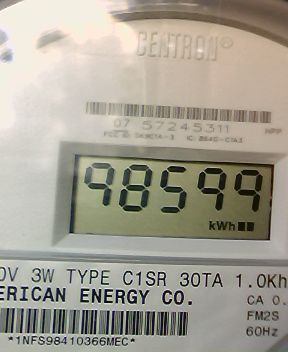 CENTRON®
07 57245311
98599
kWh
0V 3W TYPE C1SR 30TA 1.0Kh
ERICAN ENERGY CO.
CA 0.
FM2S
60Hz
*1NFS98410366MEC*